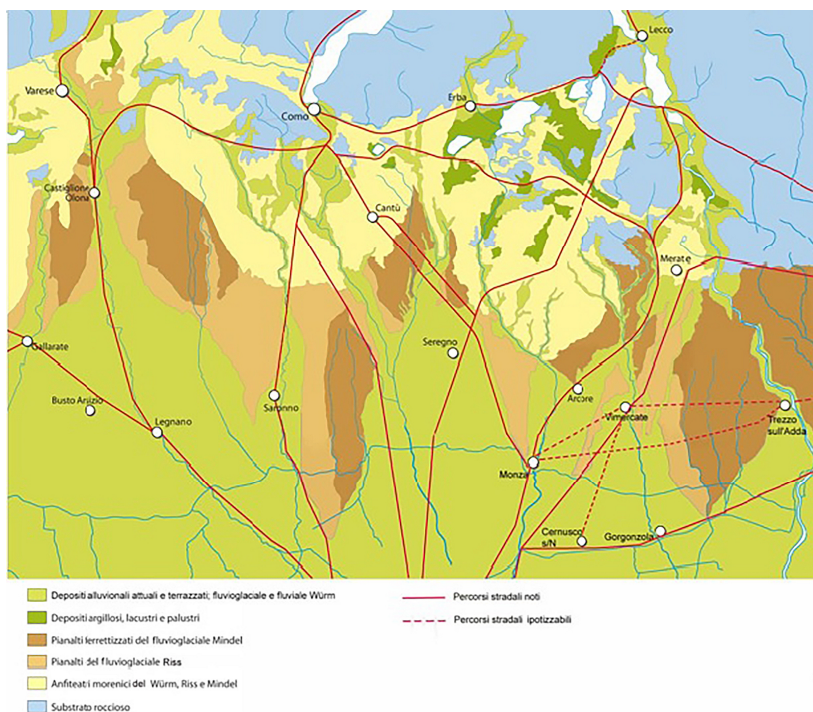 Lecco
Varese
Como
Erba
Castiglione
Olona
Cantù
Merate
Gallarate
Seregno
Busto Arsizio
Saronno
Arcore
Vimercate
Trezzo
sull'Adda
Legnano
Monza
Cernusco
s/N
Gorgonzola
Depositi alluvionali attuali e terrazzati; fluvioglaciale e fluviale Würm
Percorsi stradali noti
Depositi argillosi, lacustri e palustri
Percorsi stradali ipotizzabili
Pianalti ferrettizzati del fluvioglaciale Mindel
Pianalti del fluvioglaciale Riss
Anfiteatri morenici del Würm, Riss e Mindel
Substrato roccioso